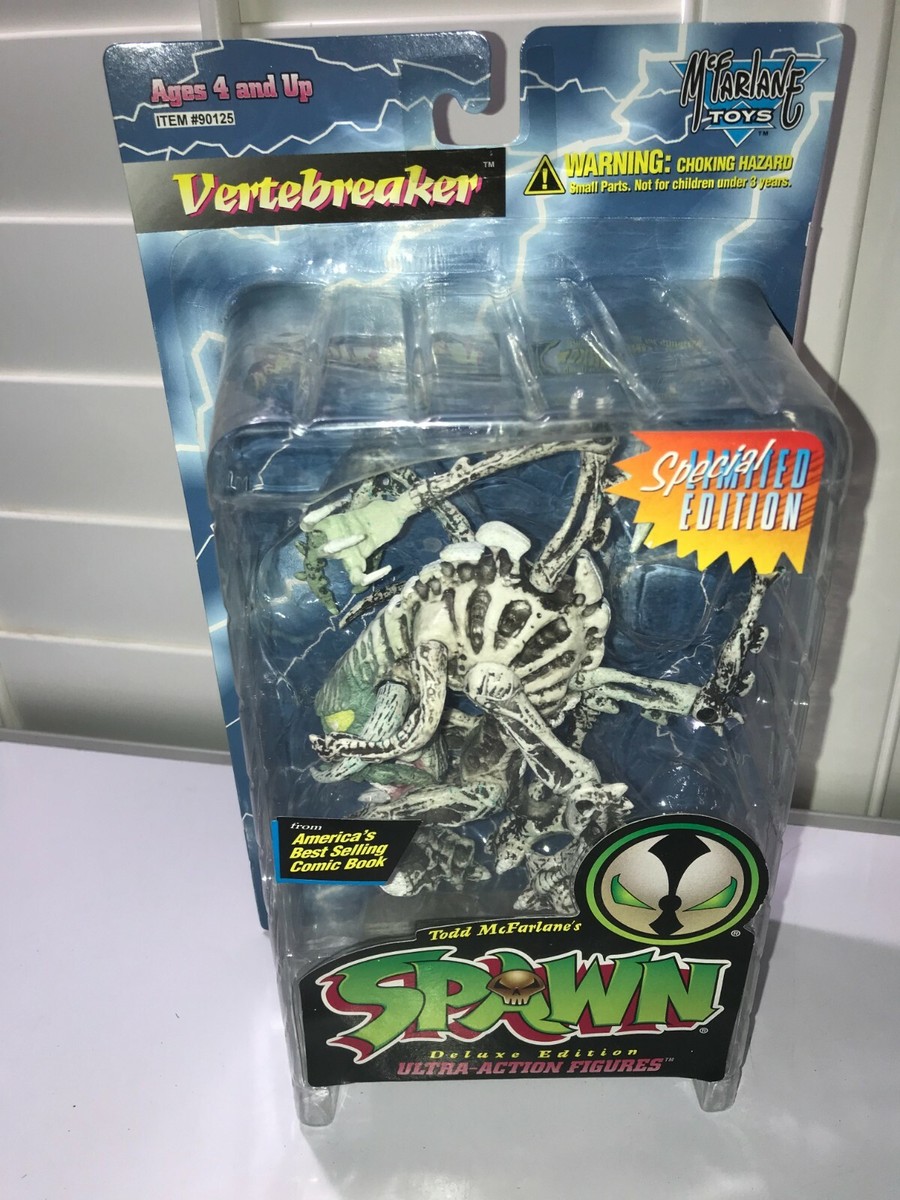 Ages 4 and Up
ITEM #90125
McFARLANE
TOYS
TM
Vertebreaker™
WARNING: CHOKING HAZARD
Small Parts. Not for children under 3 years.
Special
LIMITED
EDITION
from
America's
Best Selling
Comic Book
®
Todd McFarlane's
SPAWN®
Deluxe Edition
ULTRA-ACTION FIGURES™